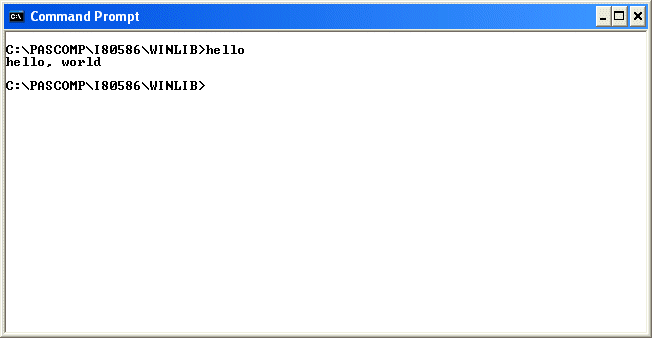 Command Prompt
C:\PASCOMP\I80586\WINLIB>hello
hello, world
C:\PASCOMP\I80586\WINLIB>